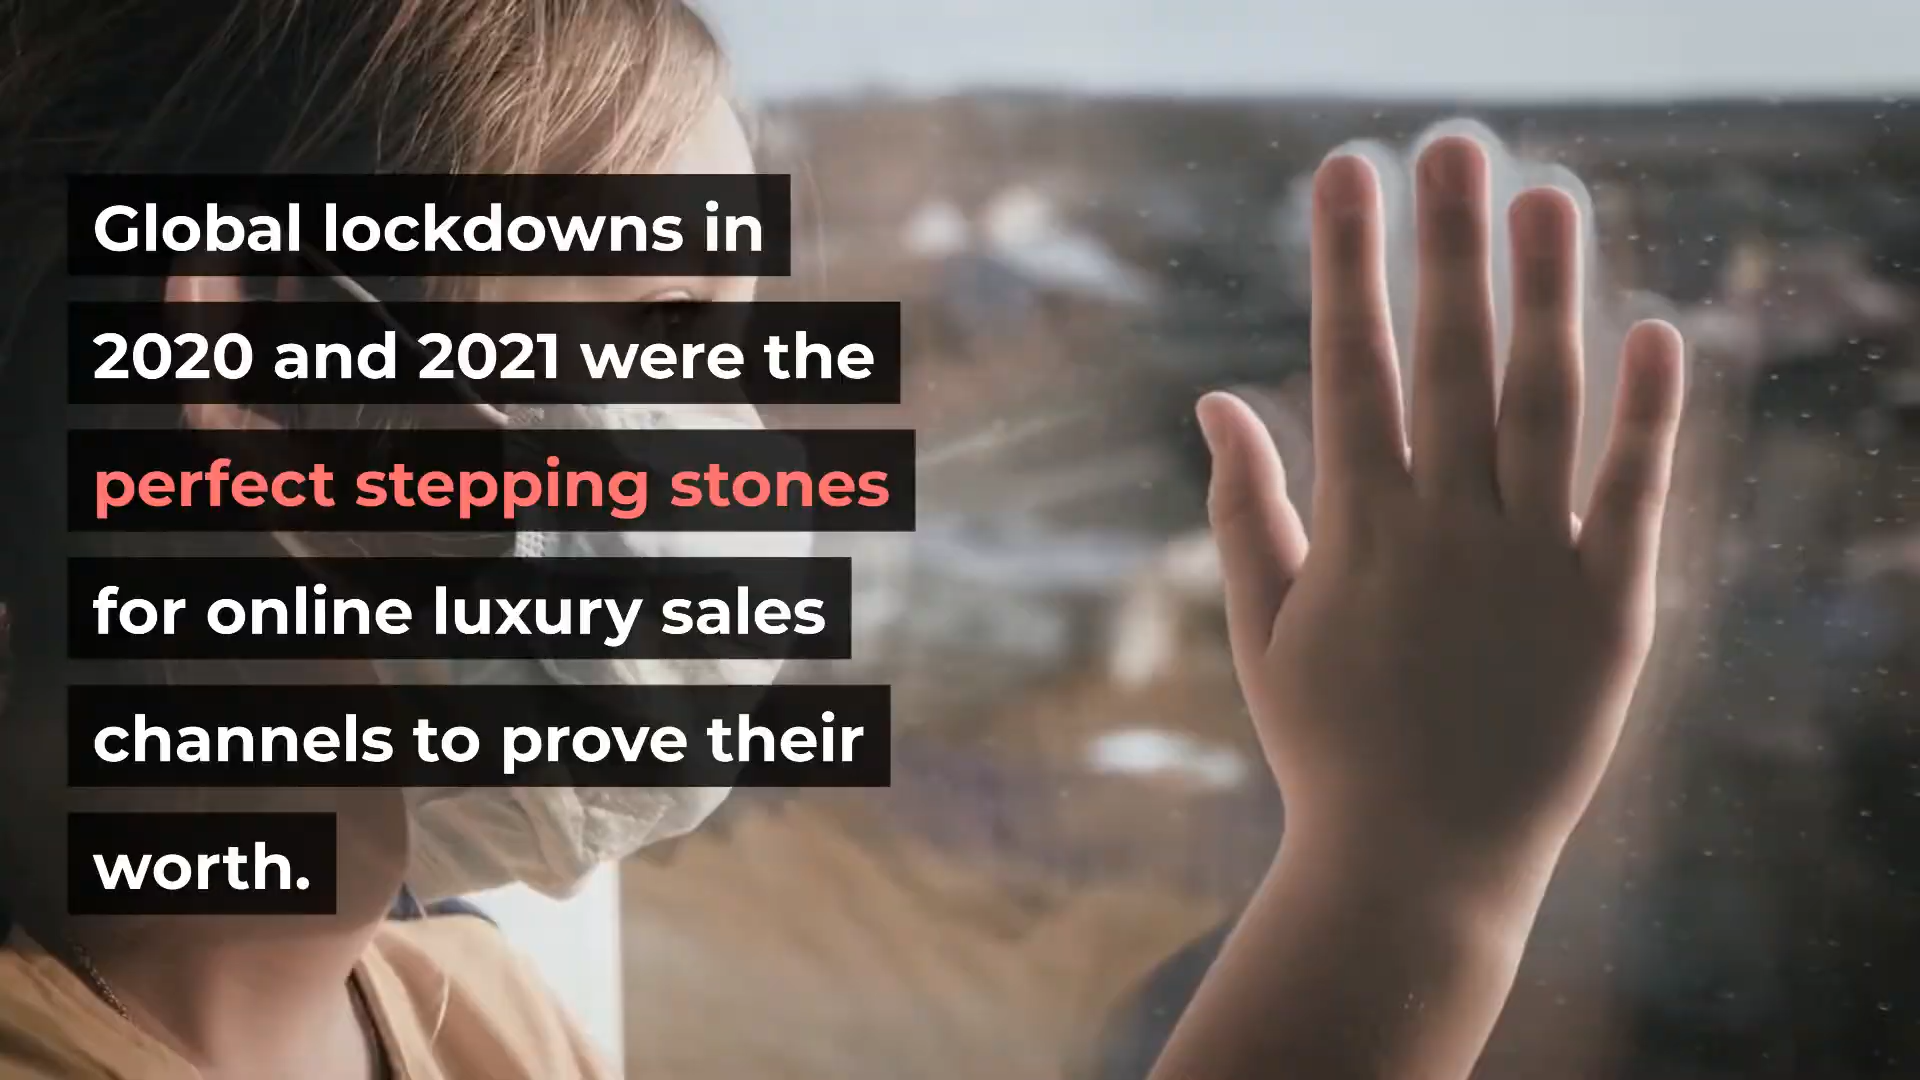 Global lockdowns in
2020 and 2021 were the
perfect stepping stones
for online luxury sales
channels to prove their
worth.